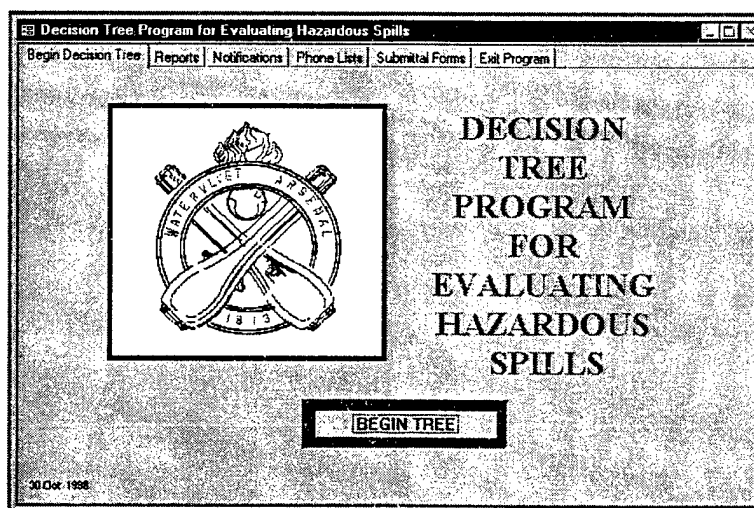 Decision Tree Program for Evaluating Hazardous Spills
Begin Decision Tree Reports Notifications Phone Lists Submittal Forms Exit Program
WATERVLIET ARSENAL
1813
DECISION
TREE
PROGRAM
FOR
EVALUATING
HAZARDOUS
SPILLS
BEGIN TREE
30 Oct 1998